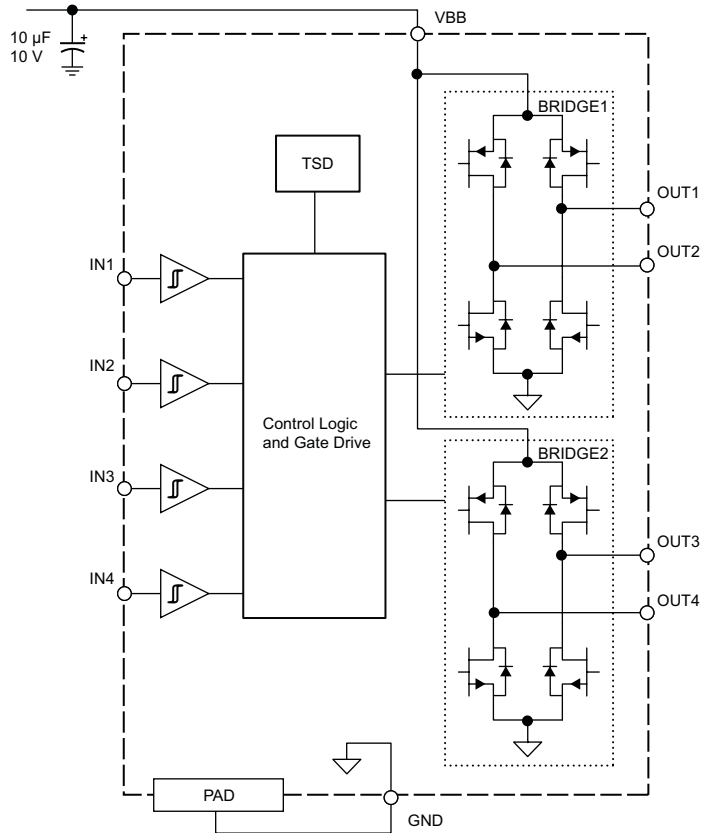 VBB
10 µF
+
10 V
BRIDGE1
TSD
OUT1
OUT2
IN1
IN2
Control Logic
and Gate Drive
BRIDGE2
IN3
OUT3
IN4
OUT4
PAD
GND